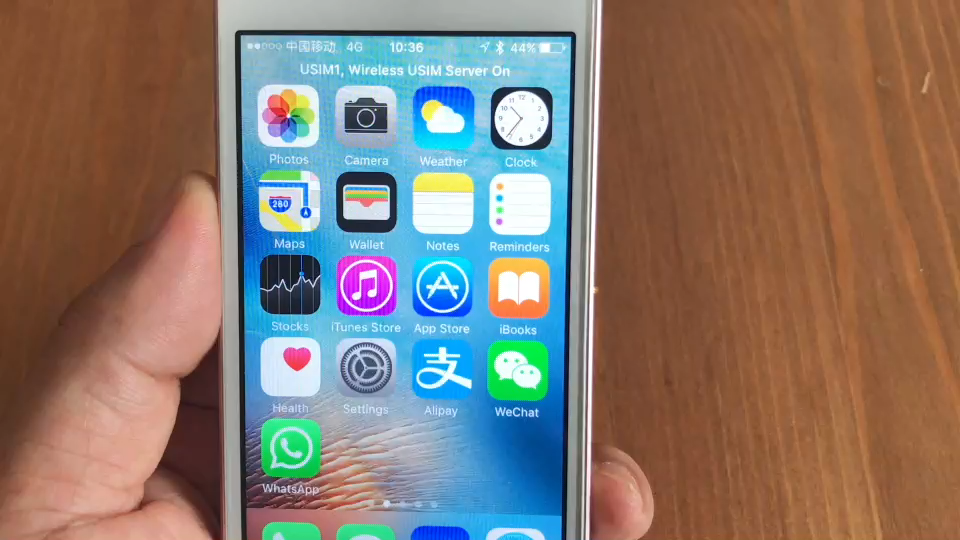 中国移动 4G 10:36 44%
USIM1, Wireless USIM Server On
Photos Camera Weather Clock
280
Maps Wallet Notes Reminders
Stocks iTunes Store App Store iBooks
支
Health Settings Alipay WeChat
WhatsApp